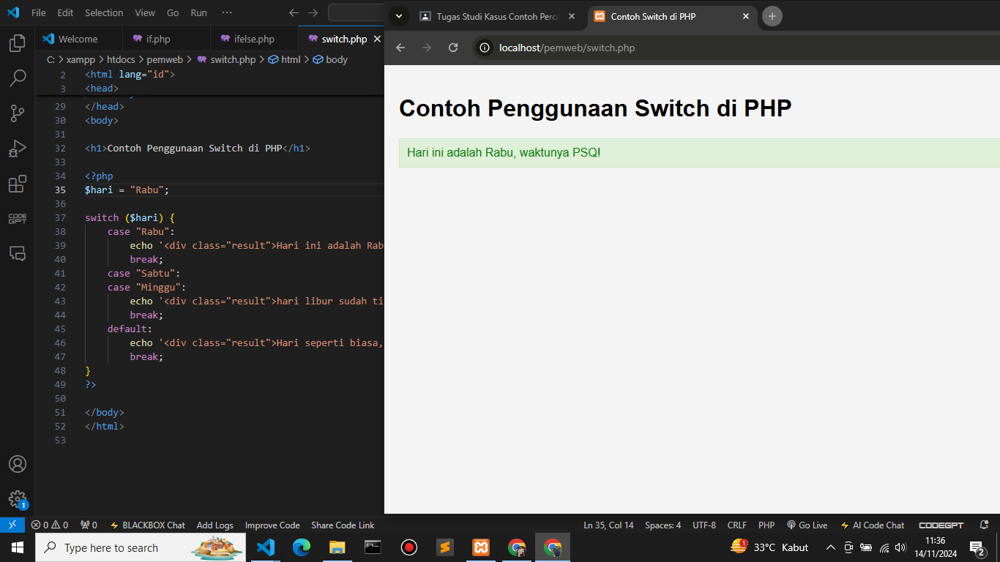 File Edit Selection View Go Run ···
Tugas Studi Kasus Contoh Perca
Contoh Switch di PHP
Welcome
if.php
ifelse.php
switch.php
localhost/pemweb/switch.php
C: > xampp > htdocs > pemweb > switch.php > html > body
2 <html lang="id">
3 <head>
29 </head>
30 <body>
31
32 <h1>Contoh Penggunaan Switch di PHP</h1>
33
34 <?php
35 $hari = "Rabu";
36
37 switch ($hari) {
38 case "Rabu":
39 echo '<div class="result">Hari ini adalah Rab
40 break;
41 case "Sabtu":
42 case "Minggu":
43 echo '<div class="result">hari libur sudah ti
44 break;
45 default:
46 echo '<div class="result">Hari seperti biasa,
47 break;
48 }
49 ?>
50
51 </body>
52 </html>
53
CODE
GPT
1
Contoh Penggunaan Switch di PHP
Hari ini adalah Rabu, waktunya PSQ!
0 0 0 BLACKBOX Chat Add Logs Improve Code Share Code Link Ln 35, Col 14 Spaces: 4 UTF-8 CRLF PHP Go Live AI Code Chat CODEGPT
Type here to search
1 33°C Kabut
11:36
14/11/2024
2